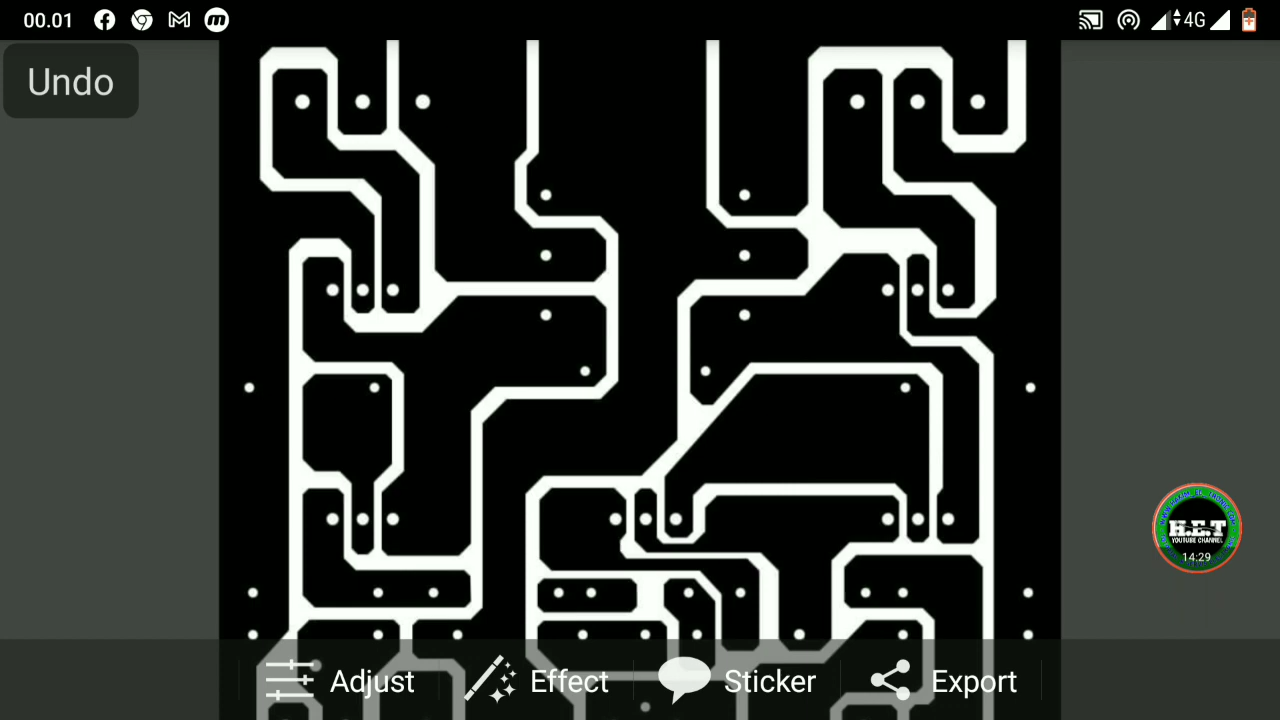 00.01
4G
Undo
H.E.T
YOUTUBE CHANNEL
14:29
Adjust
Effect
Sticker
Export